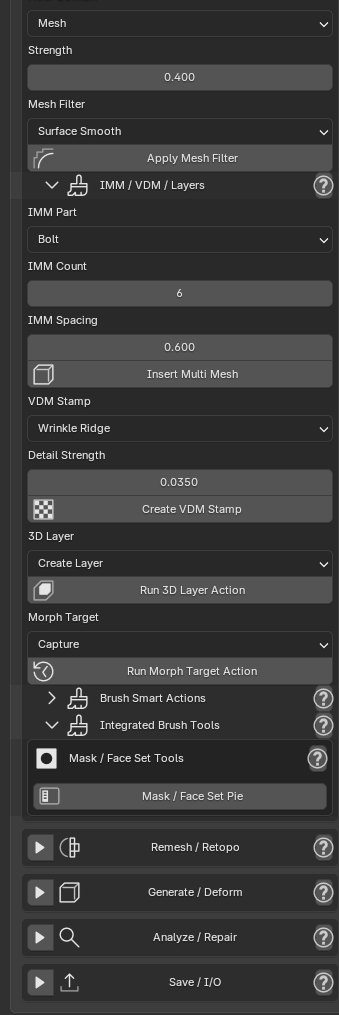 Mesh
Strength
0.400
Mesh Filter
Surface Smooth
Apply Mesh Filter
IMM / VDM / Layers
?
IMM Part
Bolt
IMM Count
6
IMM Spacing
0.600
Insert Multi Mesh
VDM Stamp
Wrinkle Ridge
Detail Strength
0.0350
Create VDM Stamp
3D Layer
Create Layer
Run 3D Layer Action
Morph Target
Capture
Run Morph Target Action
Brush Smart Actions
?
Integrated Brush Tools
?
Mask / Face Set Tools
?
Mask / Face Set Pie
Remesh / Retopo
?
Generate / Deform
?
Analyze / Repair
?
Save / I/O
?